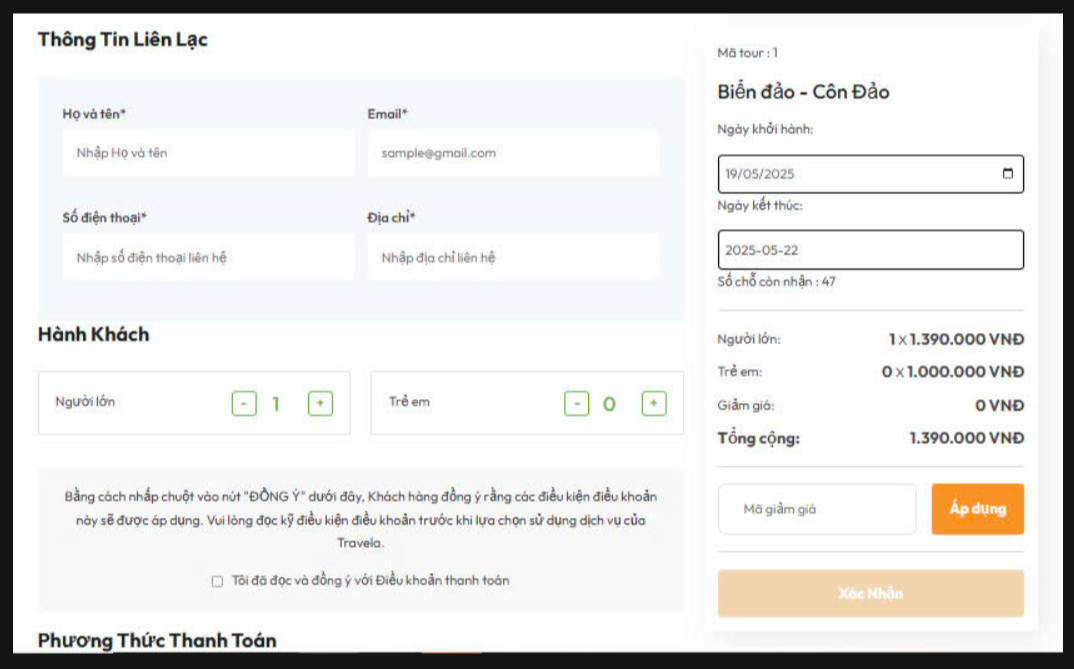 Thông Tin Liên Lạc
Họ và tên*
Email*
Nhập Họ và tên
sample@gmail.com
Số điện thoại*
Địa chỉ*
Nhập số điện thoại liên hệ
Nhập địa chỉ liên hệ
Hành Khách
Người lớn - 1 +
Trẻ em - 0 +
Bằng cách nhấp chuột vào nút "ĐỒNG Ý" dưới đây, Khách hàng đồng ý rằng các điều kiện điều khoản
này sẽ được áp dụng. Vui lòng đọc kỹ điều kiện điều khoản trước khi lựa chọn sử dụng dịch vụ của
Travela.
Tôi đã đọc và đồng ý với Điều khoản thanh toán
Phương Thức Thanh Toán
Mã tour : 1
Biển đảo - Côn Đảo
Ngày khởi hành:
19/05/2025
Ngày kết thúc:
2025-05-22
Số chỗ còn nhận : 47
Người lớn: 1 X 1.390.000 VNĐ
Trẻ em: 0 X 1.000.000 VNĐ
Giảm giá: 0 VNĐ
Tổng cộng: 1.390.000 VNĐ
Mã giảm giá
Áp dụng
Xác Nhận